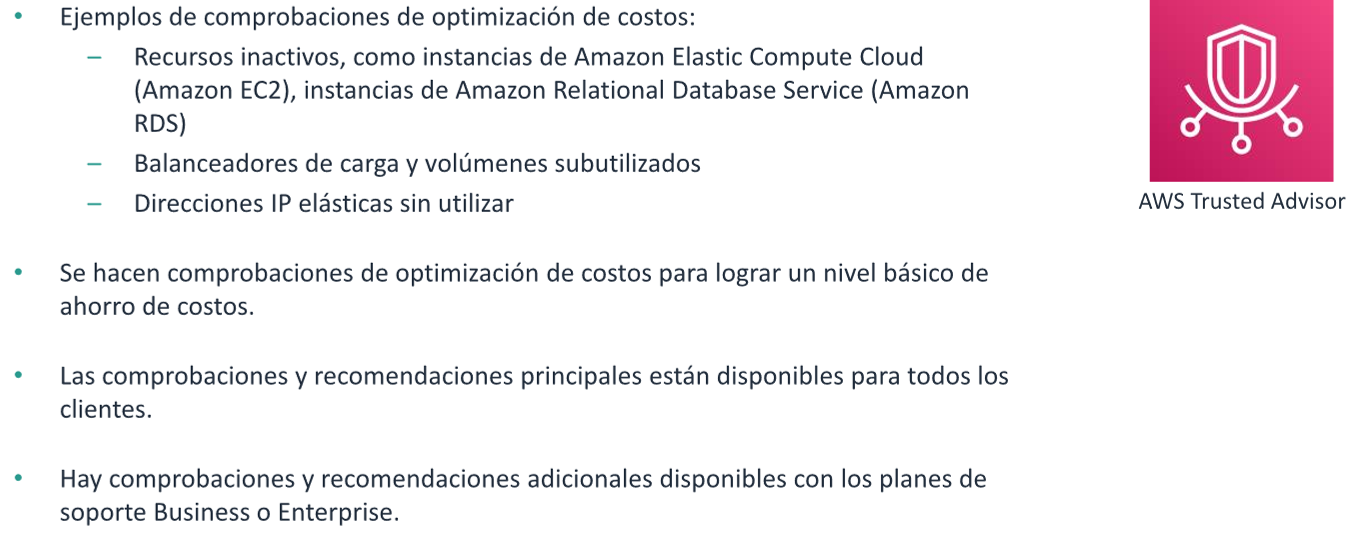 • Ejemplos de comprobaciones de optimización de costos:
– Recursos inactivos, como instancias de Amazon Elastic Compute Cloud
(Amazon EC2), instancias de Amazon Relational Database Service (Amazon
RDS)
– Balanceadores de carga y volúmenes subutilizados
– Direcciones IP elásticas sin utilizar
• Se hacen comprobaciones de optimización de costos para lograr un nivel básico de
ahorro de costos.
• Las comprobaciones y recomendaciones principales están disponibles para todos los
clientes.
• Hay comprobaciones y recomendaciones adicionales disponibles con los planes de
soporte Business o Enterprise.
AWS Trusted Advisor